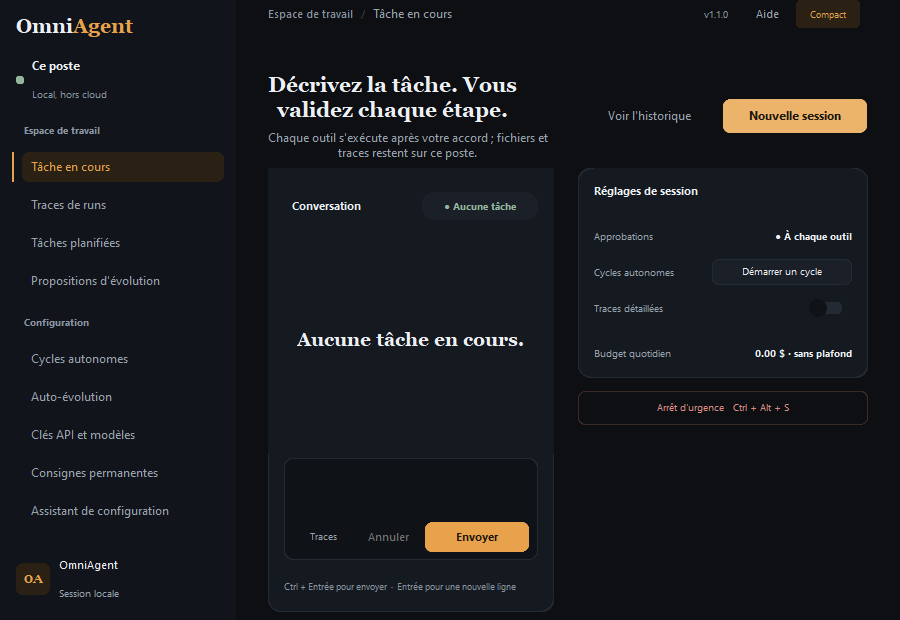 OmniAgent
Ce poste
Local, hors cloud
Espace de travail
Tâche en cours
Traces de runs
Tâches planifiées
Propositions d'évolution
Configuration
Cycles autonomes
Auto-évolution
Clés API et modèles
Consignes permanentes
Assistant de configuration
OA
OmniAgent
Session locale
Espace de travail / Tâche en cours
v1.1.0
Aide
Compact
Décrivez la tâche. Vous
validez chaque étape.
Chaque outil s'exécute après votre accord ; fichiers et
traces restent sur ce poste.
Voir l'historique
Nouvelle session
Conversation
• Aucune tâche
Aucune tâche en cours.
Traces
Annuler
Envoyer
Ctrl + Entrée pour envoyer · Entrée pour une nouvelle ligne
Réglages de session
Approbations
• À chaque outil
Cycles autonomes
Démarrer un cycle
Traces détaillées
Budget quotidien
0.00 $ · sans plafond
Arrêt d'urgence Ctrl + Alt + S